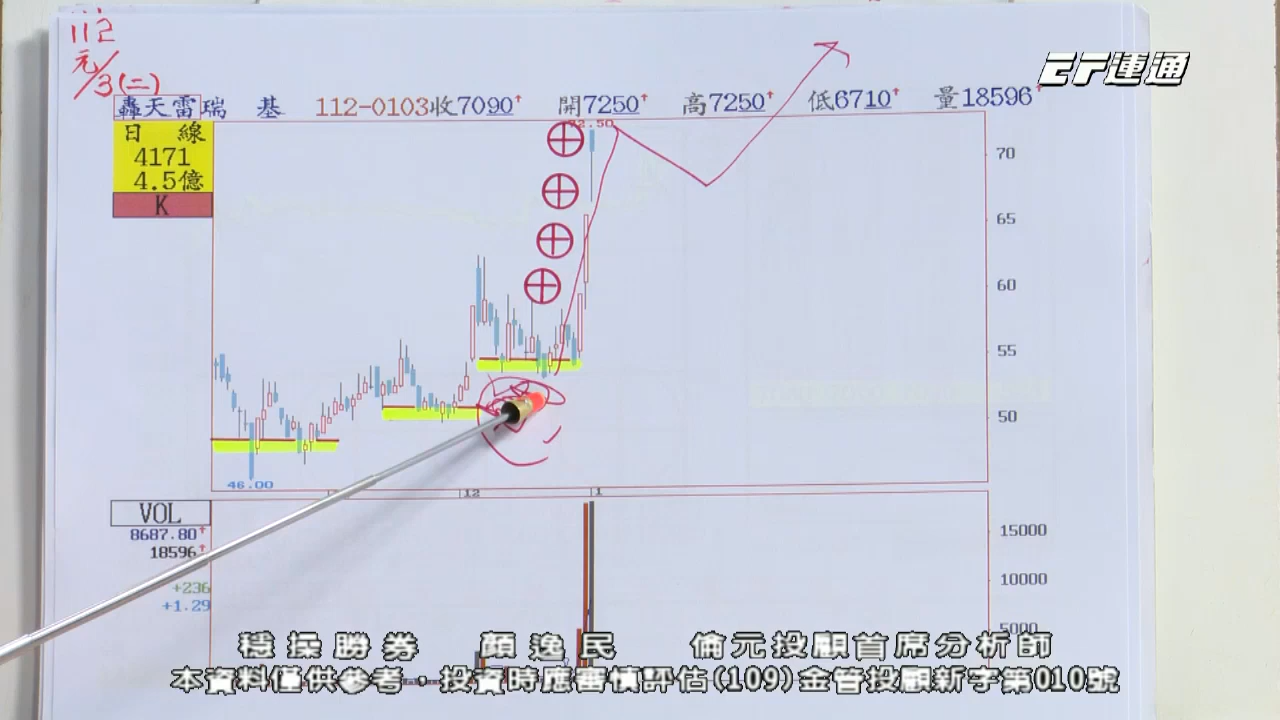 112
元/3(二)
EF運通
轟天雷瑞基 112-0103收7090↑ 開7250↑ 高7250↑ 低6710↑ 量18596↑
日線
4171
4.5億
K
72.50
70
65
60
55
50
46.00
12
1
VOL
8687.80↑
18596↑
+236
+1.29
15000
10000
5000
穩操勝券 顏逸民 倫元投顧首席分析師
本資料僅供參考，投資時應審慎評估(109)金管投顧新字第010號